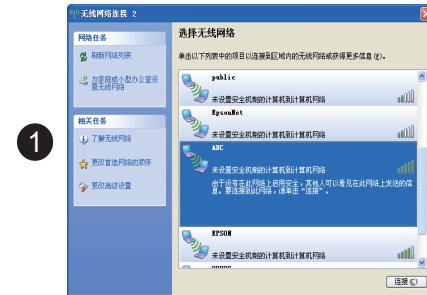 无线网络连接 2
网络任务
刷新网络列表
为家庭或小型办公室设
置无线网络
相关任务
了解无线网络
更改首选网络的顺序
更改高级设置
1
选择无线网络
单击以下列表中的项目以连接到区域内的无线网络或获得更多信息(W)。
public
未设置安全机制的计算机到计算机网络
EpsonNet
未设置安全机制的计算机到计算机网络
ABC
未设置安全机制的计算机到计算机网络
由于没有在此网络上启用安全，其他人可以看见在此网络上发送的信
息。要连接到此网络，请单击“连接”。
EPSON
未设置安全机制的计算机到计算机网络
连接(C)